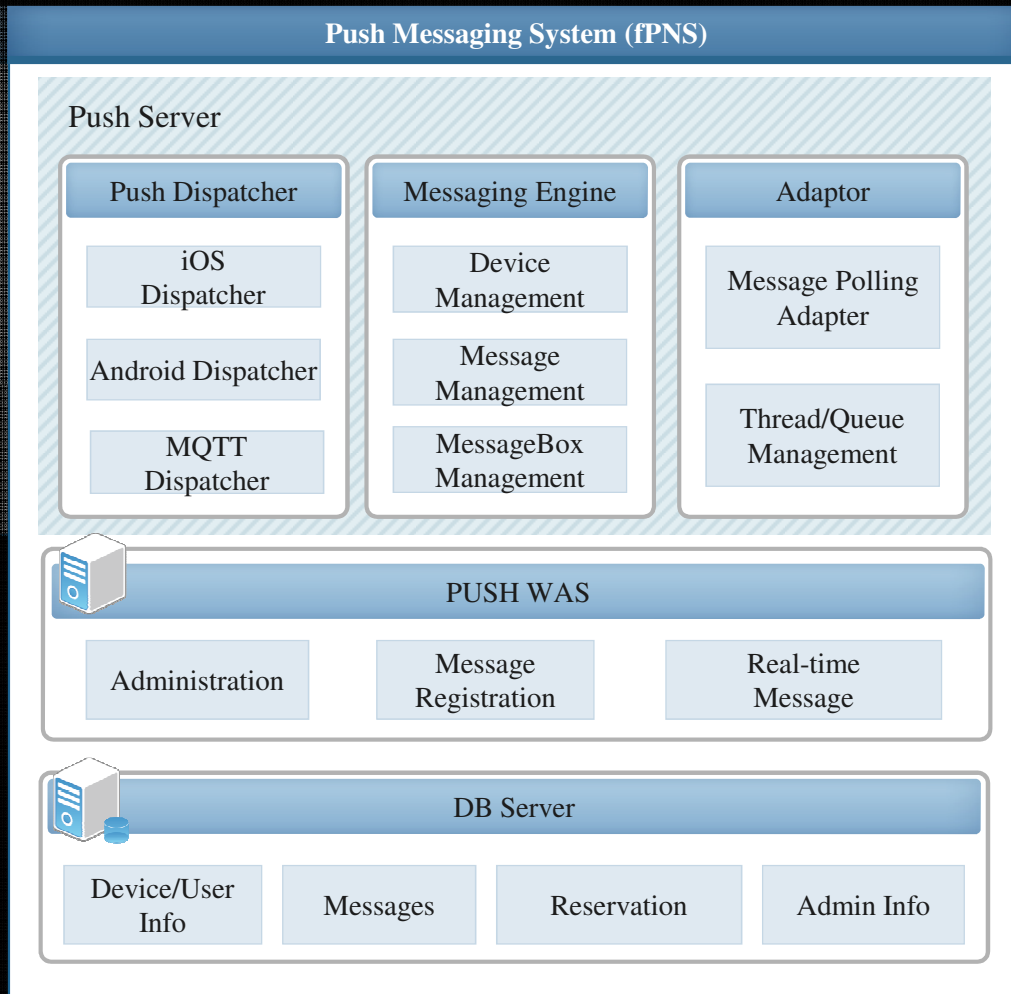 Push Messaging System (fPNS)
Push Server
Push Dispatcher
iOS
Dispatcher
Android Dispatcher
MQTT
Dispatcher
Messaging Engine
Device
Management
Message
Management
MessageBox
Management
Adaptor
Message Polling
Adapter
Thread/Queue
Management
PUSH WAS
Administration
Message
Registration
Real-time
Message
DB Server
Device/User
Info
Messages
Reservation
Admin Info